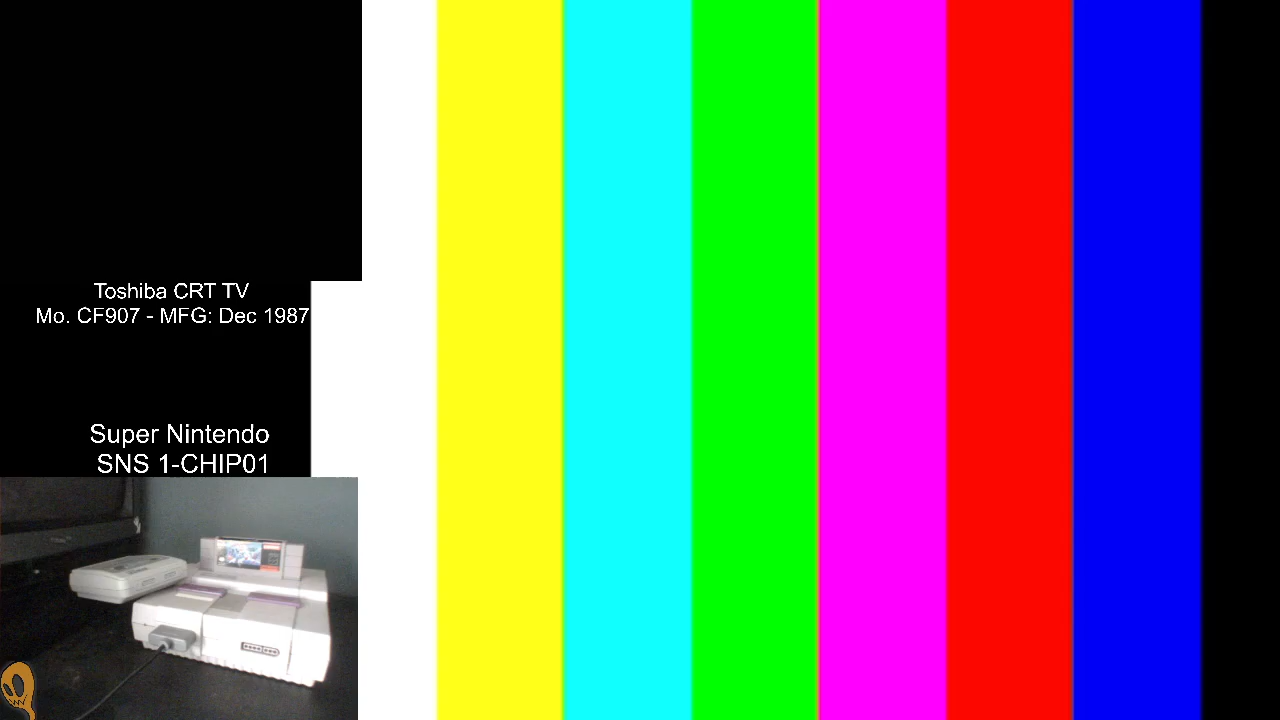 Toshiba CRT TV
Mo. CF907 - MFG: Dec 1987
Super Nintendo
SNS 1-CHIP01